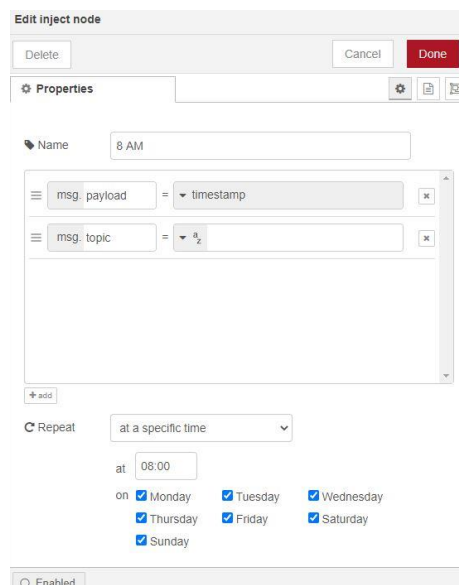 Edit inject node
Delete Cancel Done
Properties
Name 8 AM
msg. payload = timestamp
msg. topic = a z
+ add
Repeat at a specific time
at 08:00
on Monday Tuesday Wednesday
Thursday Friday Saturday
Sunday
Enabled